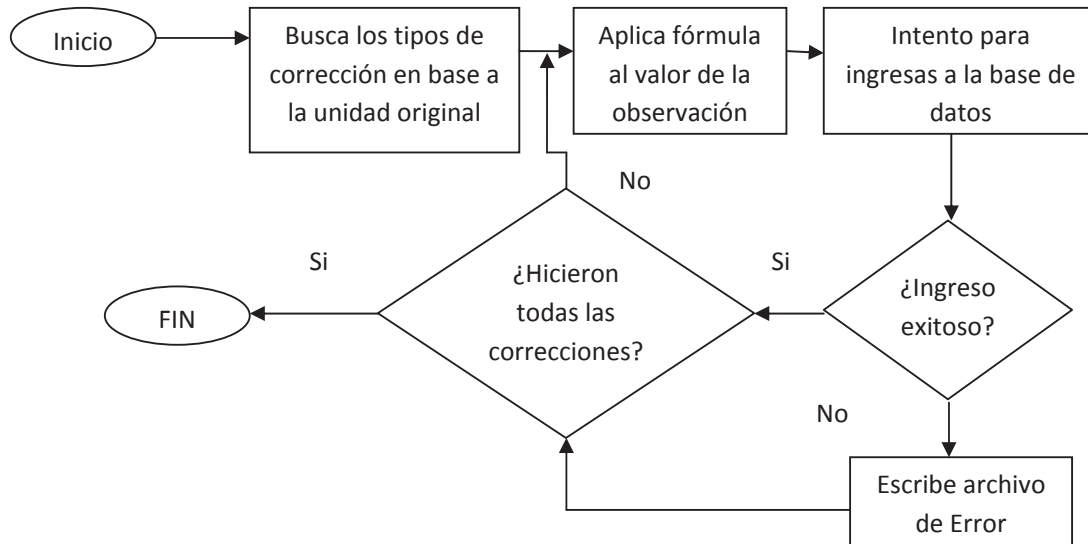 Inicio
Busca los tipos de
corrección en base a
la unidad original
Aplica fórmula
al valor de la
observación
Intento para
ingresas a la base de
datos
¿Ingreso
exitoso?
Si
No
Escribe archivo
de Error
¿Hicieron
todas las
correcciones?
No
Si
FIN